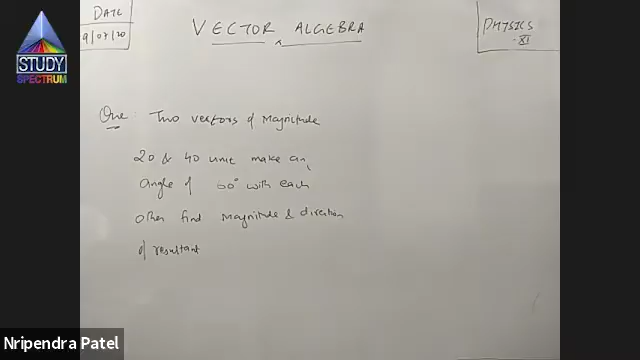 DATE
9/07/20
VECTOR ALGEBRA
PHYSICS
- XI
STUDY
SPECTRUM
One: Two vectors of Magnitude
20 & 40 unit make an
angle of 60° with each
other find Magnitude & direction
of resultant
Nripendra Patel